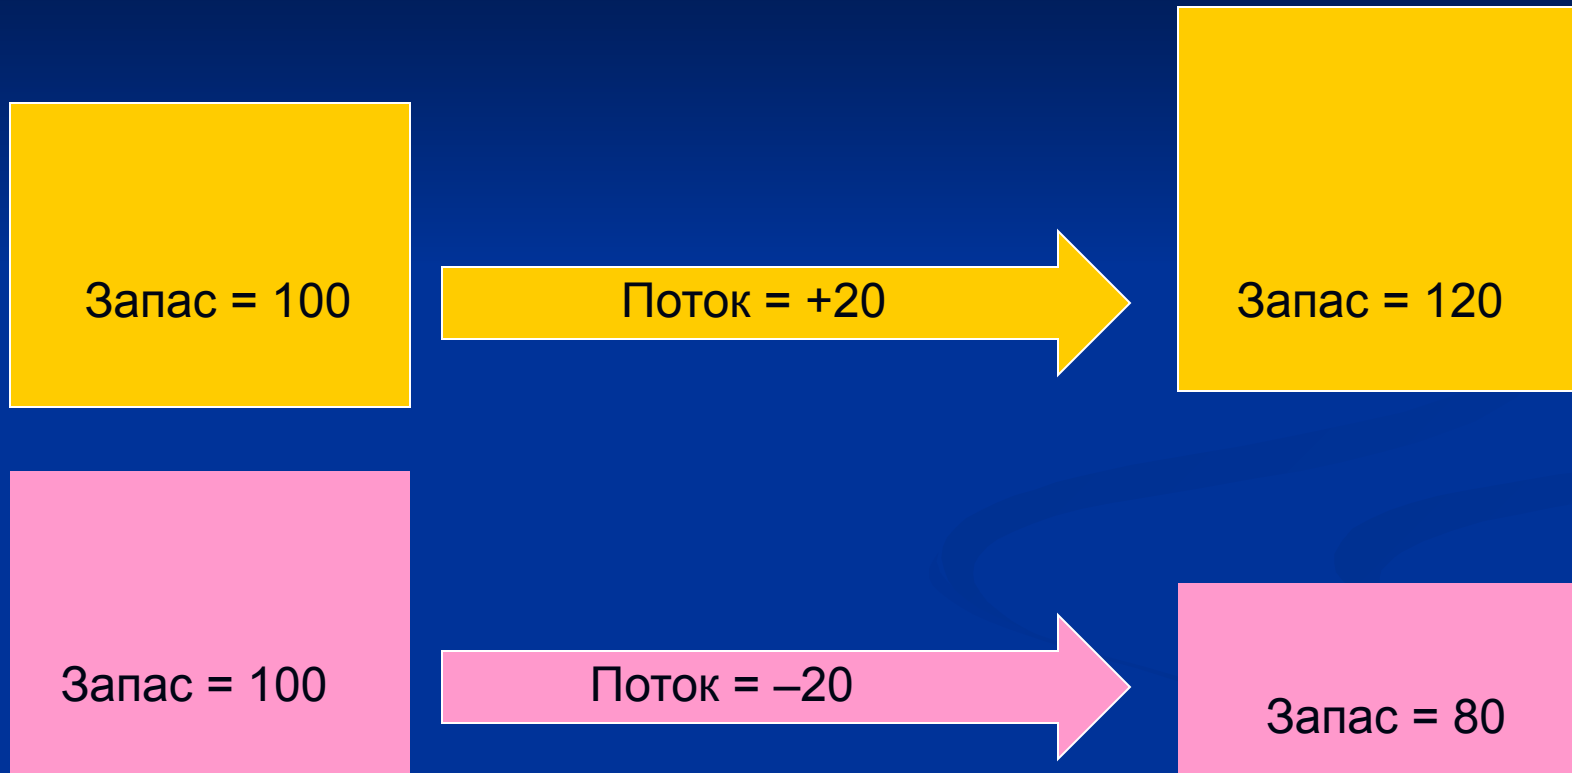 Запас = 100
Поток = +20
Запас = 120
Запас = 100
Поток = –20
Запас = 80